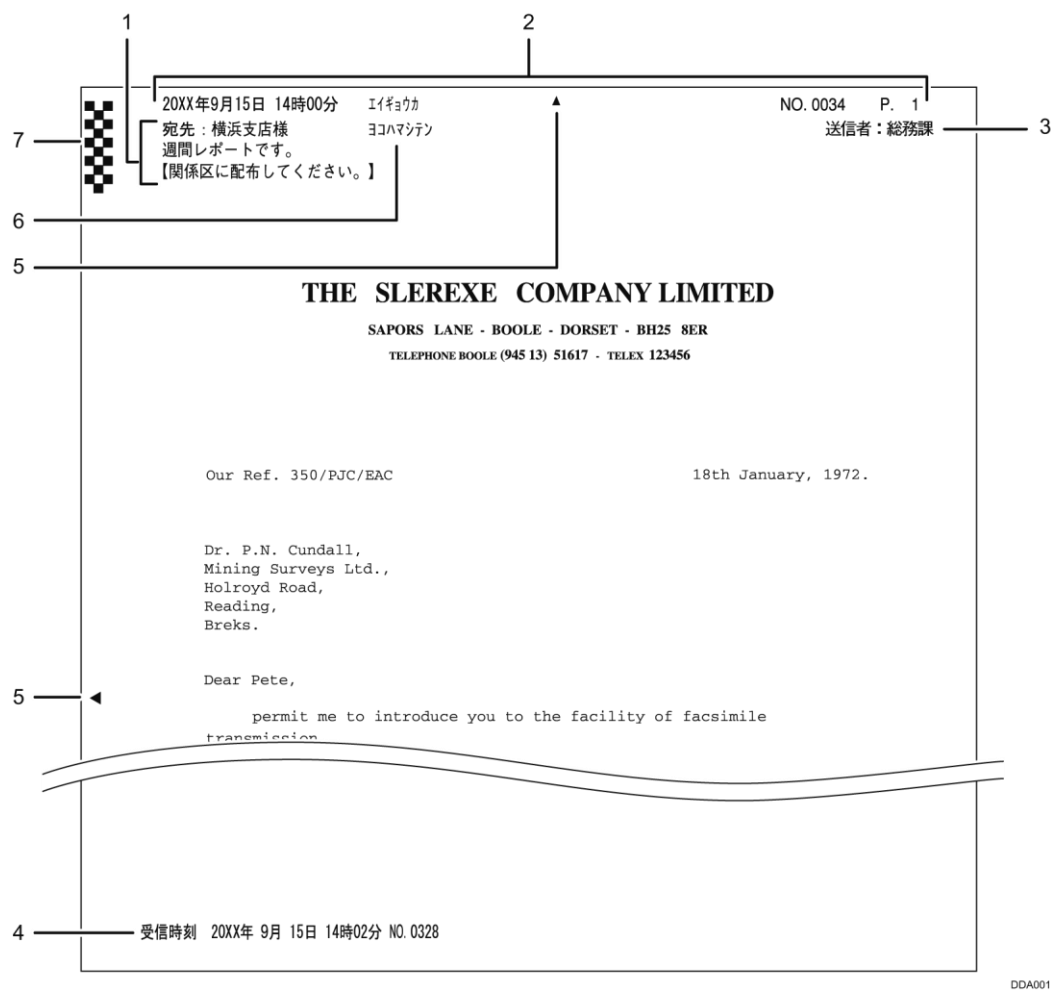 1
2
20XX年9月15日 14時00分 ｴｲｷﾞｮｳｶ NO. 0034 P. 1
宛先：横浜支店様 ﾖｺﾊﾏｼﾃﾝ 送信者：総務課
3
7
週間レポートです。
【関係区に配布してください。】
6
5
THE SLEREXE COMPANY LIMITED
SAPORS LANE - BOOLE - DORSET - BH25 8ER
TELEPHONE BOOLE (945 13) 51617 - TELEX 123456
Our Ref. 350/PJC/EAC 18th January, 1972.
Dr. P.N. Cundall,
Mining Surveys Ltd.,
Holroyd Road,
Reading,
Breks.
Dear Pete,
5
permit me to introduce you to the facility of facsimile
transmission
4
受信時刻 20XX年 9月 15日 14時02分 NO. 0328
DDA001